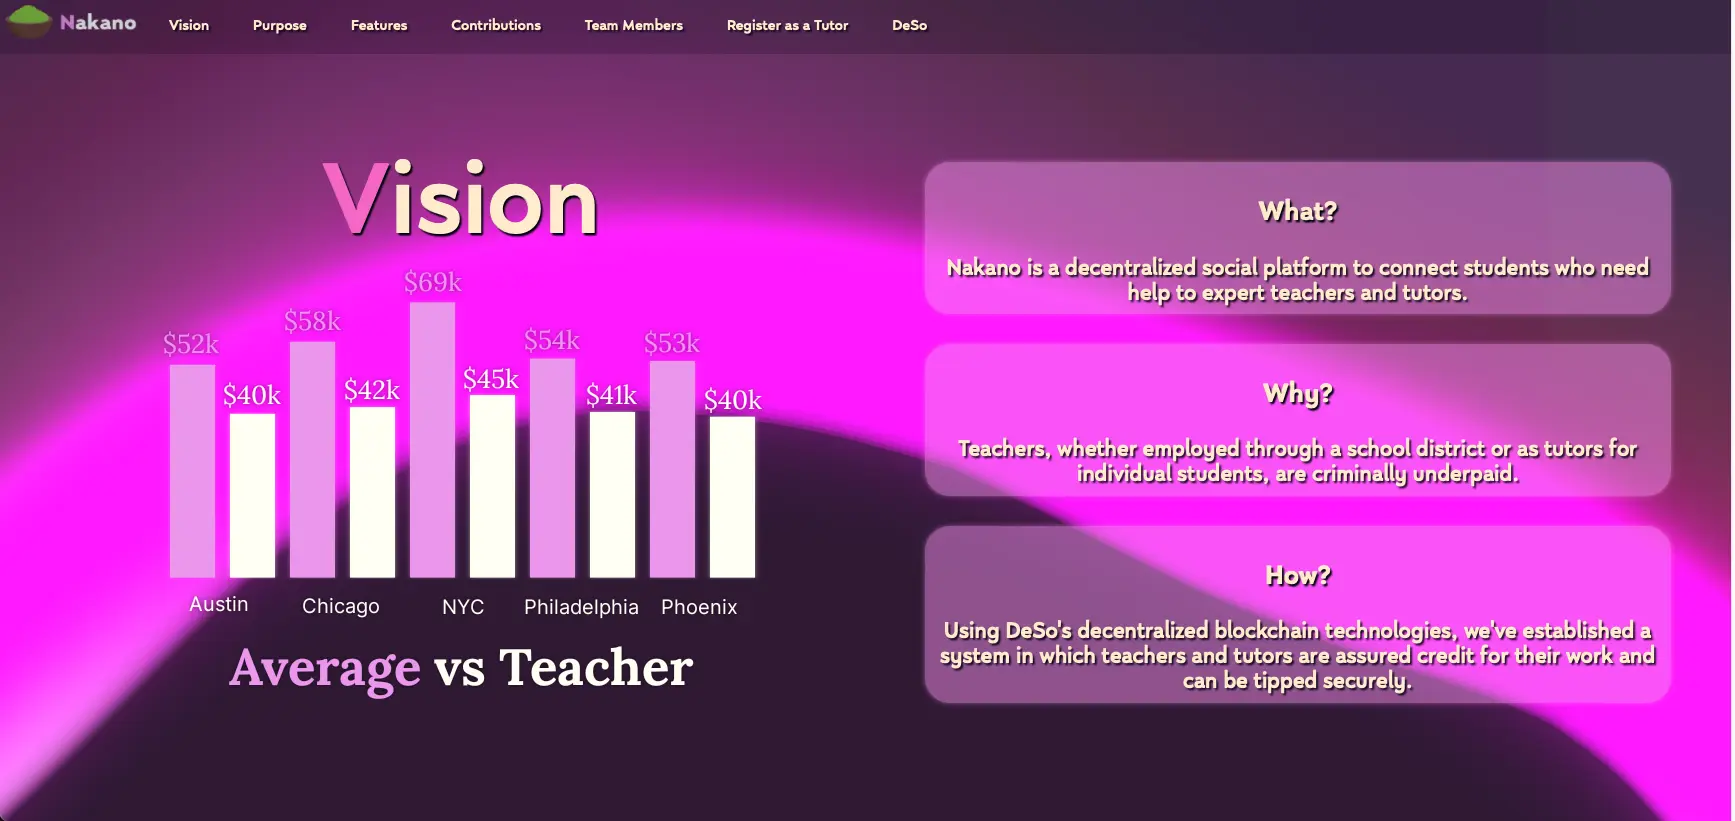 Nakano Vision Purpose Features Contributions Team Members Register as a Tutor DeSo
Vision
$69k
$58k
$52k
$54k
$53k
$45k
$40k
$42k
$41k
$40k
Austin Chicago NYC Philadelphia Phoenix
Average vs Teacher
What?
Nakano is a decentralized social platform to connect students who need
help to expert teachers and tutors.
Why?
Teachers, whether employed through a school district or as tutors for
individual students, are criminally underpaid.
How?
Using DeSo's decentralized blockchain technologies, we've established a
system in which teachers and tutors are assured credit for their work and
can be tipped securely.